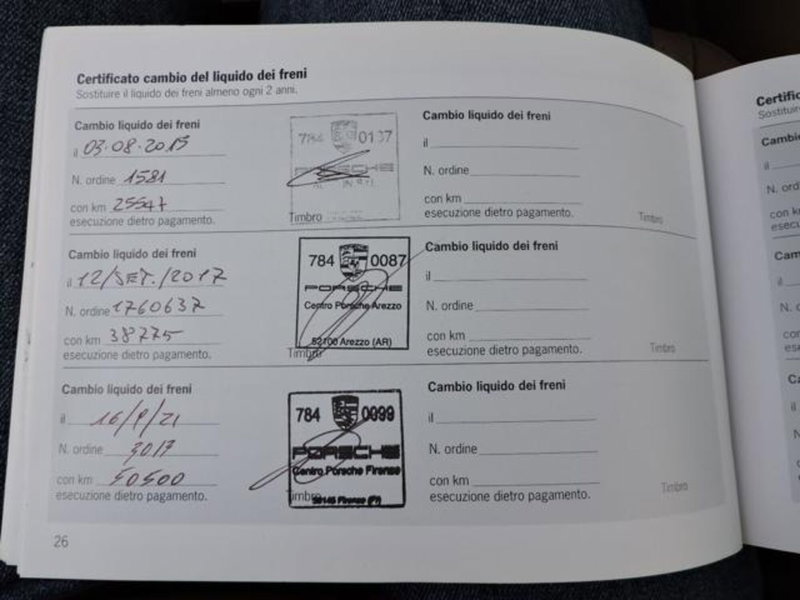 Certificato cambio del liquido dei freni
Sostituire il liquido dei freni almeno ogni 2 anni.
Cambio liquido dei freni
il 03.08.2015
N. ordine 1581
con km 25547
esecuzione dietro pagamento.
784 0137
Timbro
Cambio liquido dei freni
il
N. ordine
con km
esecuzione dietro pagamento.
Timbro
Cambio liquido dei freni
il 12/SET./2017
N. ordine 1760637
con km 38775
esecuzione dietro pagamento.
784 0087
PORSCHE
Centro Porsche Arezzo
52100 Arezzo (AR)
Timbro
Cambio liquido dei freni
il
N. ordine
con km
esecuzione dietro pagamento.
Timbro
Cambio liquido dei freni
il 16/9/21
N. ordine 3017
con km 50500
esecuzione dietro pagamento.
784 0099
PORSCHE
Centro Porsche Firenze
Firenze (FI)
Timbro
Cambio liquido dei freni
il
N. ordine
con km
esecuzione dietro pagamento.
Timbro
26